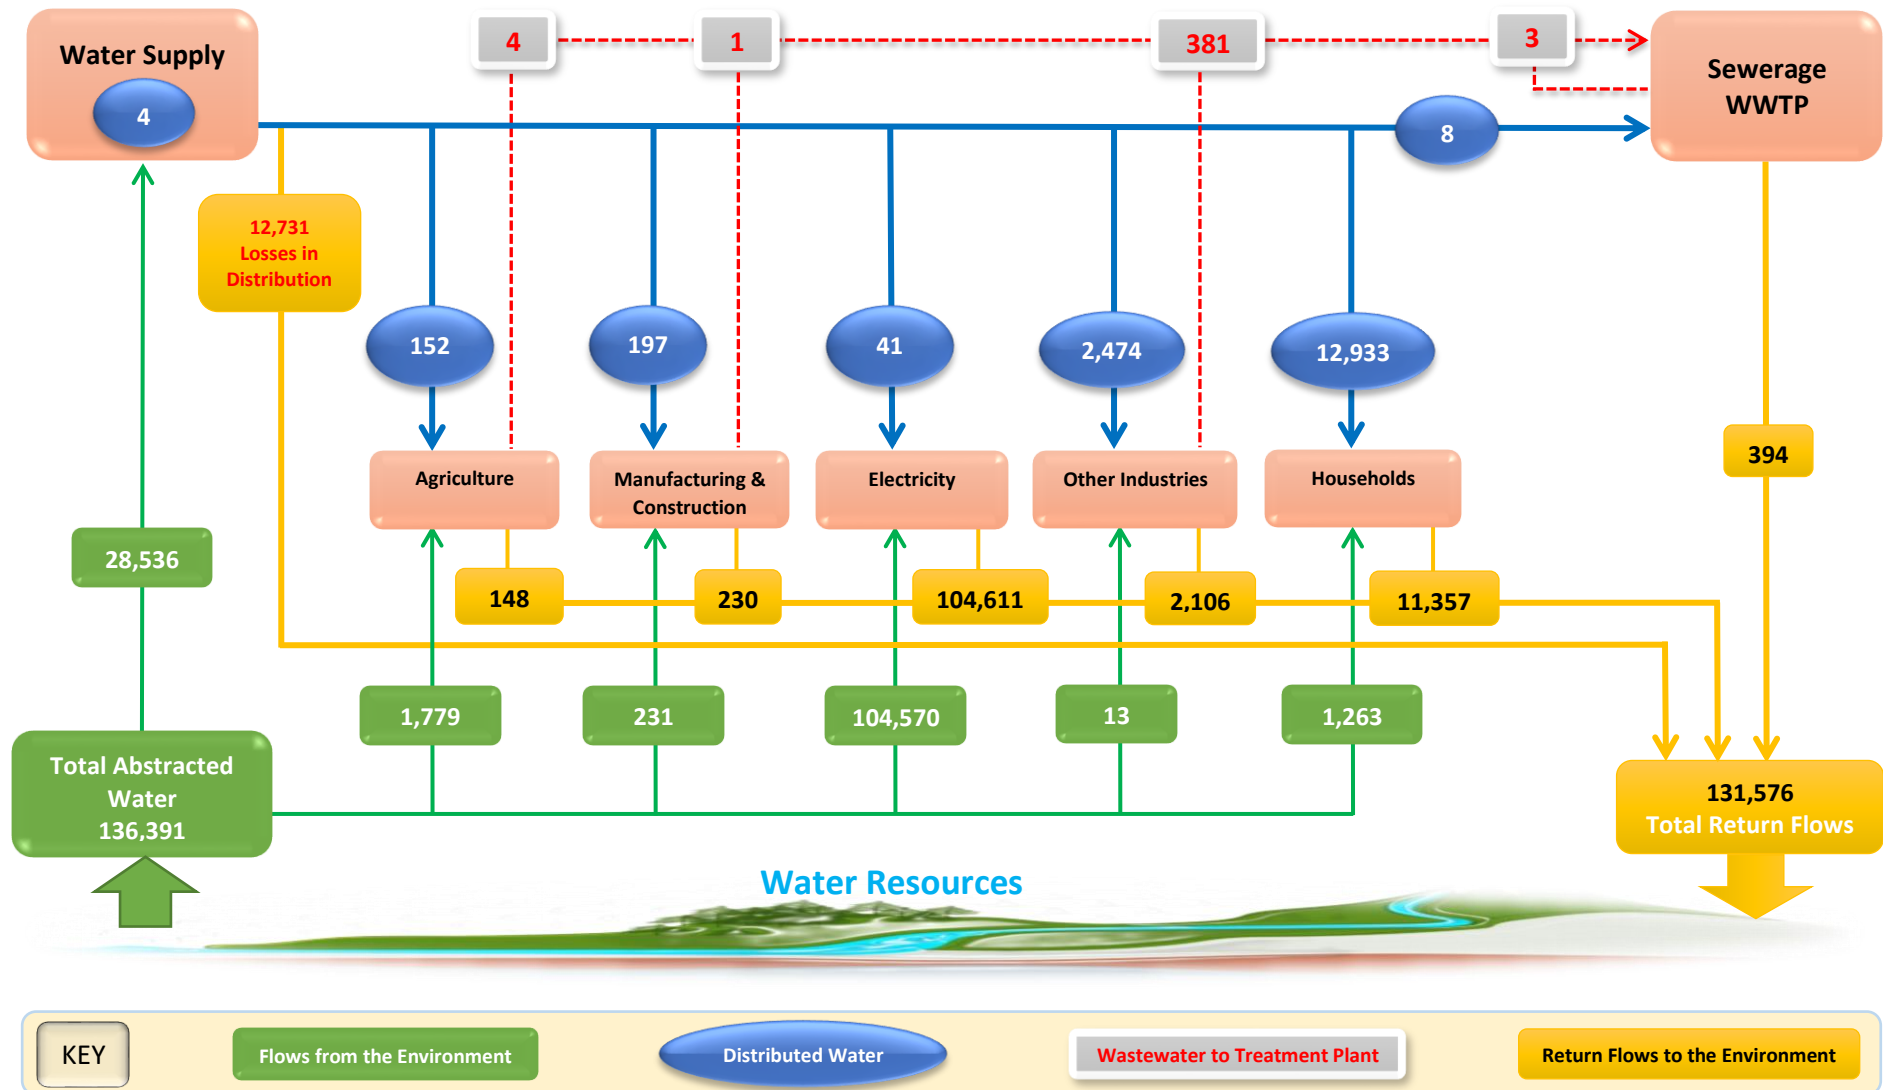 Water Supply
4
4
1
381
3
Sewerage
WWTP
8
12,731
Losses in
Distribution
152
197
41
2,474
12,933
Agriculture
Manufacturing &
Construction
Electricity
Other Industries
Households
394
28,536
148
230
104,611
2,106
11,357
1,779
231
104,570
13
1,263
Total Abstracted
Water
136,391
131,576
Total Return Flows
Water Resources
KEY
Flows from the Environment
Distributed Water
Wastewater to Treatment Plant
Return Flows to the Environment